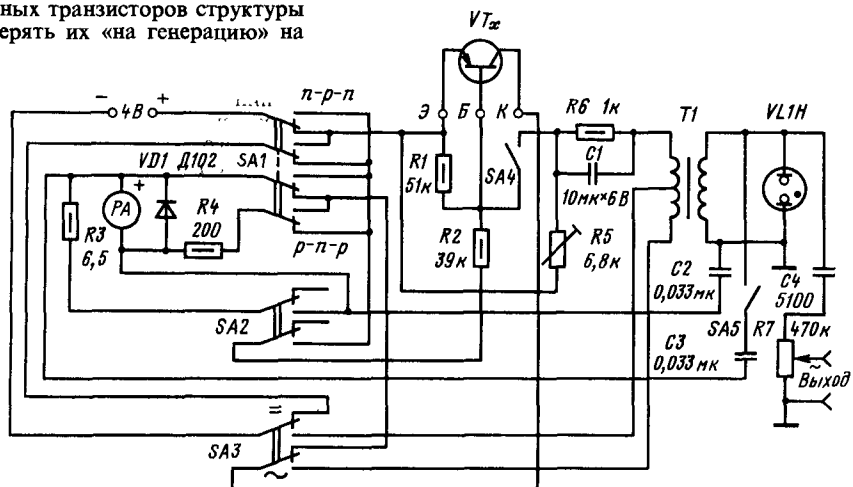 ных транзисторов структуры
ерять их «на генерацию» на
VTx
n-p-n
− 4В +
Э Б К
R6 1к
T1
VL1H
VD1 Д102
SA1
R1
51к
SA4
C1
10мк×6В
+
PA
R4
200
R3
6,5
p-n-p
R2
39к
R5
6,8к
C2
0,033мк
C4
5100
SA2
SA5
R7
470к
C3
0,033мк
~
Выход
=
SA3
~